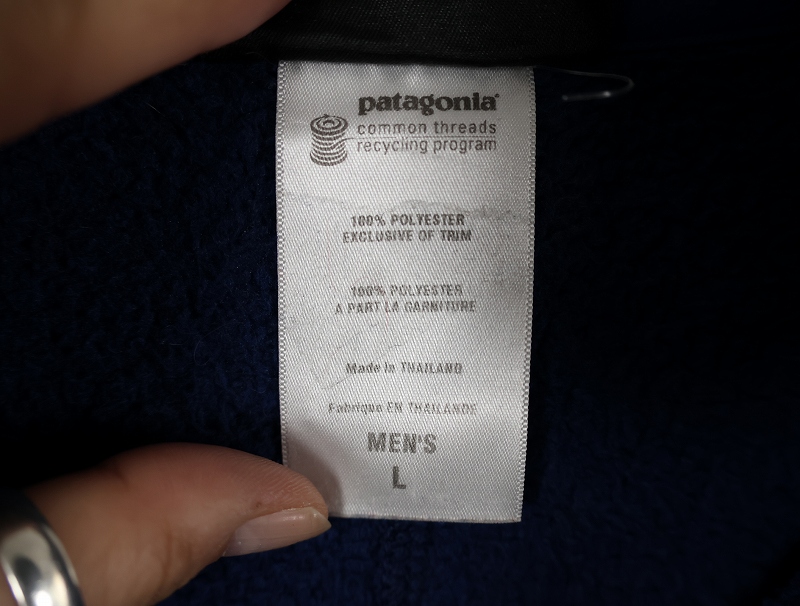 patagonia®
common threads
recycling program
100% POLYESTER
EXCLUSIVE OF TRIM
100% POLYESTER
A PART LA GARNITURE
Made in THAILAND
Fabrique EN THAILANDE
MEN'S
L